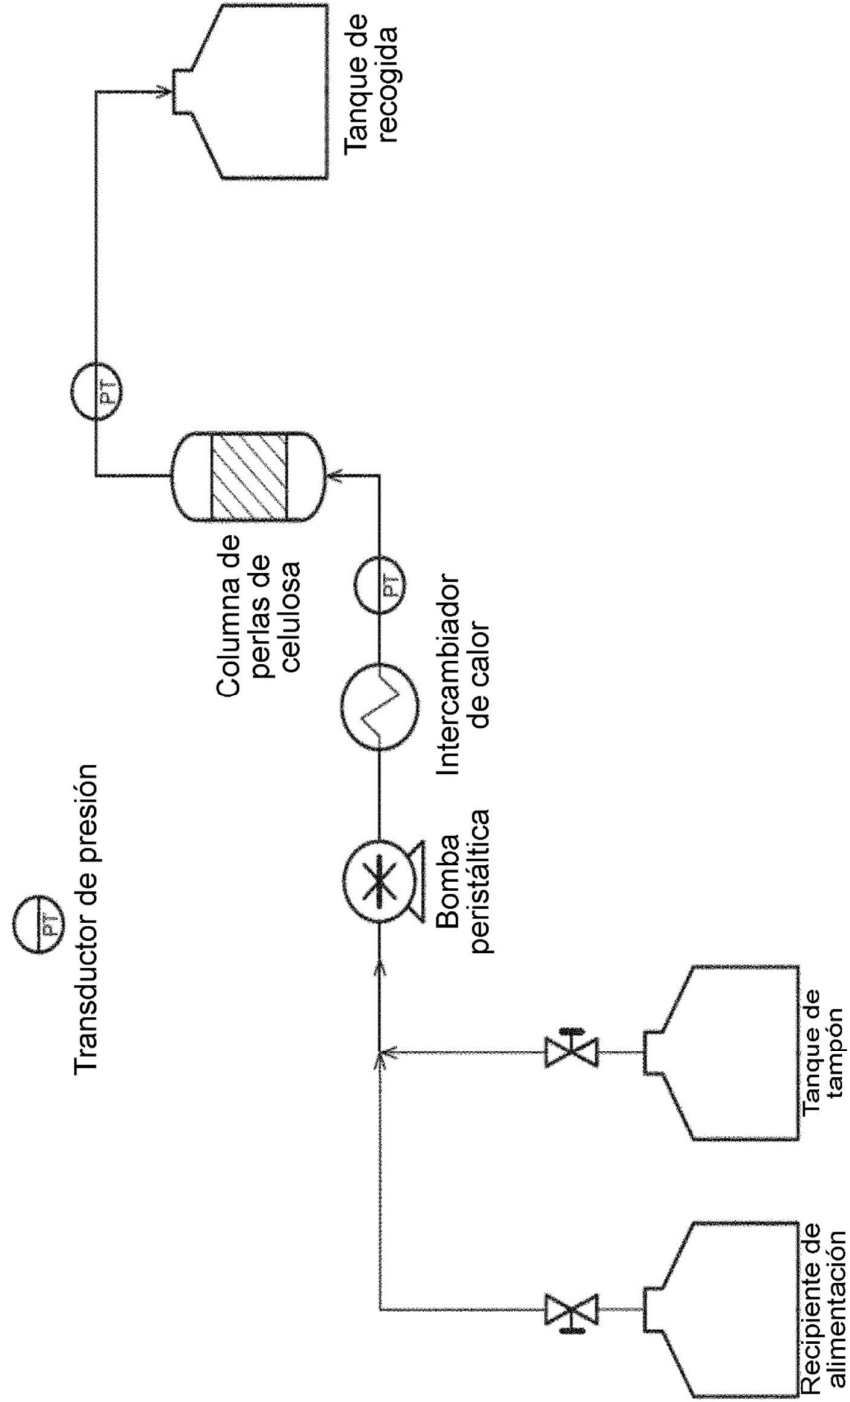 PT
Transductor de presión
Recipiente de
alimentación
Tanque de
tampón
Bomba
peristáltica
Intercambiador
de calor
PT
Columna de
perlas de
celulosa
PT
Tanque de
recogida